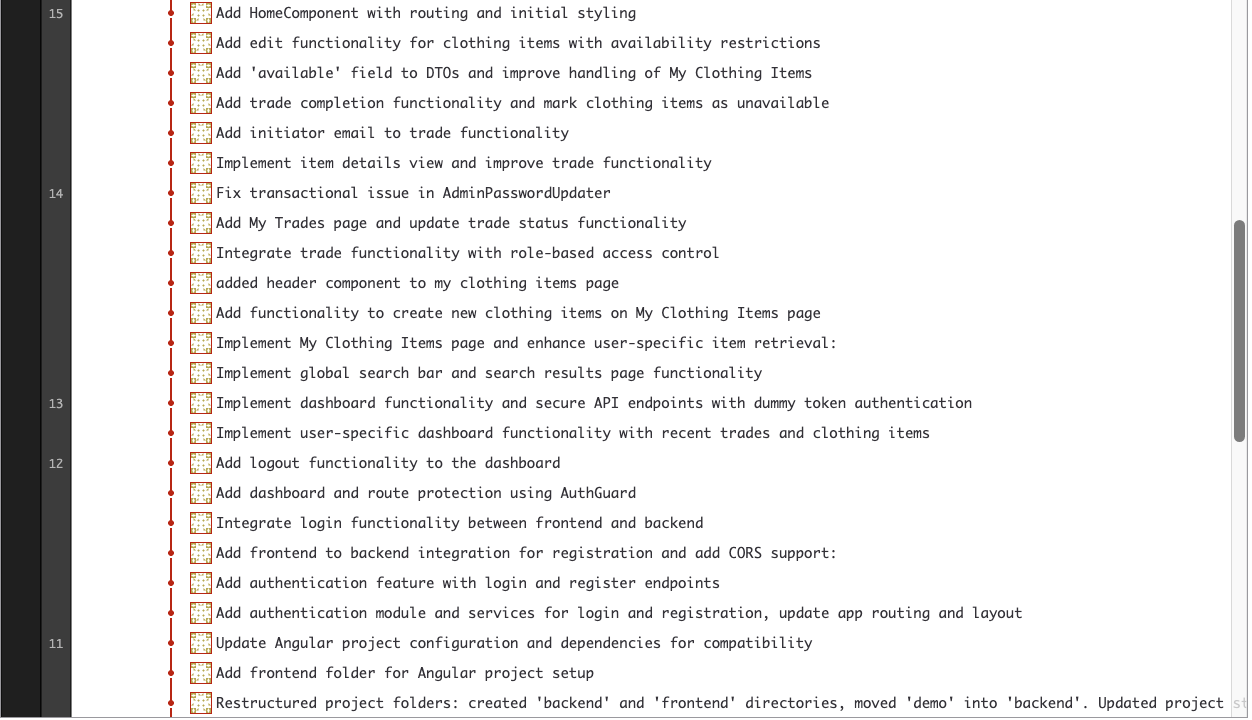 15 Add HomeComponent with routing and initial styling
Add edit functionality for clothing items with availability restrictions
Add 'available' field to DTOs and improve handling of My Clothing Items
Add trade completion functionality and mark clothing items as unavailable
Add initiator email to trade functionality
Implement item details view and improve trade functionality
14 Fix transactional issue in AdminPasswordUpdater
Add My Trades page and update trade status functionality
Integrate trade functionality with role-based access control
added header component to my clothing items page
Add functionality to create new clothing items on My Clothing Items page
Implement My Clothing Items page and enhance user-specific item retrieval:
Implement global search bar and search results page functionality
13 Implement dashboard functionality and secure API endpoints with dummy token authentication
Implement user-specific dashboard functionality with recent trades and clothing items
12 Add logout functionality to the dashboard
Add dashboard and route protection using AuthGuard
Integrate login functionality between frontend and backend
Add frontend to backend integration for registration and add CORS support:
Add authentication feature with login and register endpoints
Add authentication module and services for login and registration, update app routing and layout
11 Update Angular project configuration and dependencies for compatibility
Add frontend folder for Angular project setup
Restructured project folders: created 'backend' and 'frontend' directories, moved 'demo' into 'backend'. Updated project